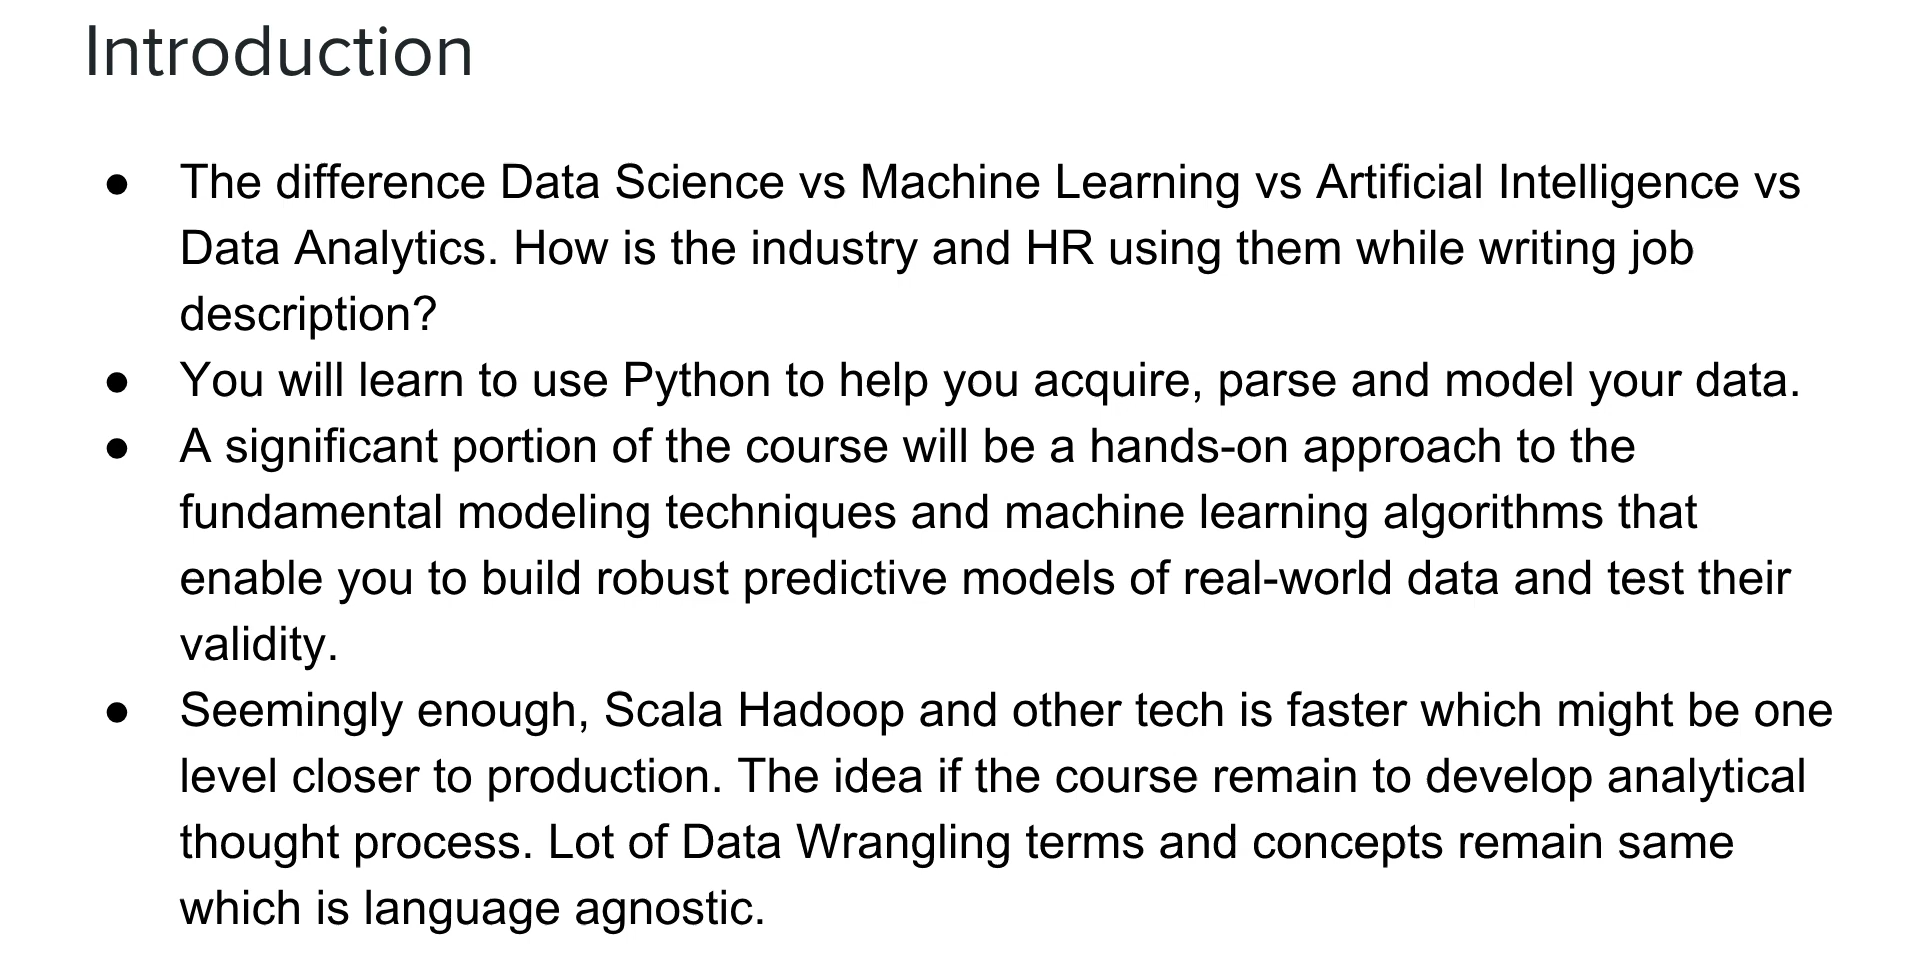 Introduction
● The difference Data Science vs Machine Learning vs Artificial Intelligence vs
Data Analytics. How is the industry and HR using them while writing job
description?
● You will learn to use Python to help you acquire, parse and model your data.
● A significant portion of the course will be a hands-on approach to the
fundamental modeling techniques and machine learning algorithms that
enable you to build robust predictive models of real-world data and test their
validity.
● Seemingly enough, Scala Hadoop and other tech is faster which might be one
level closer to production. The idea if the course remain to develop analytical
thought process. Lot of Data Wrangling terms and concepts remain same
which is language agnostic.